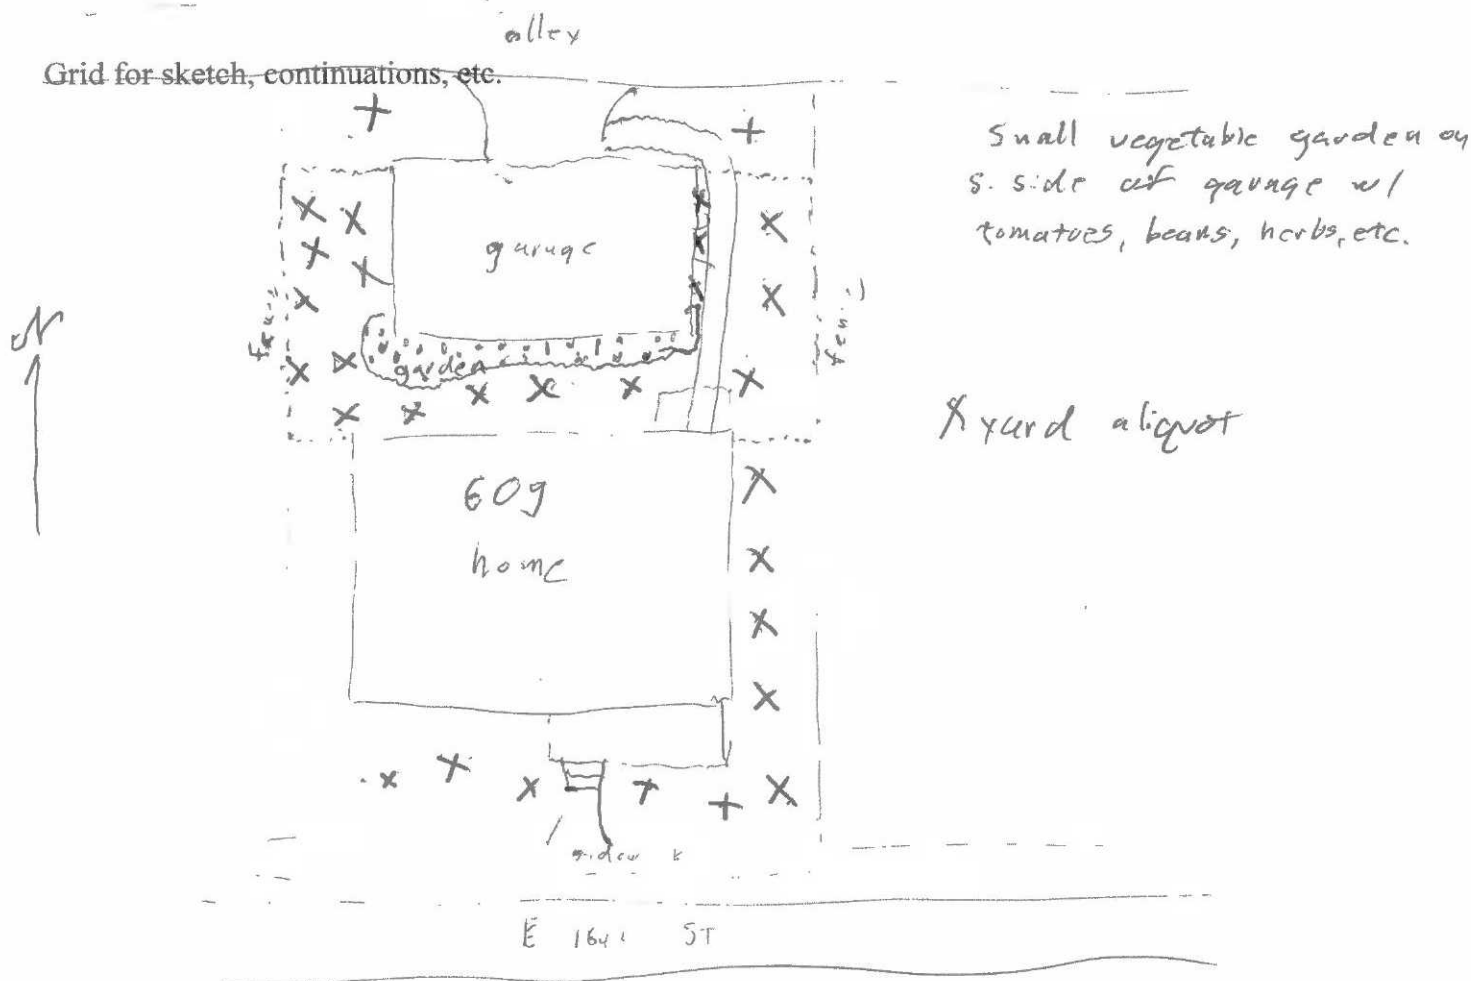 alley
Grid for sketch, continuations, etc.
Small vegetable garden on
S. side of garage w/
tomatoes, beans, herbs, etc.
garage
N
garden
X yard aliquot
609
home
E ST